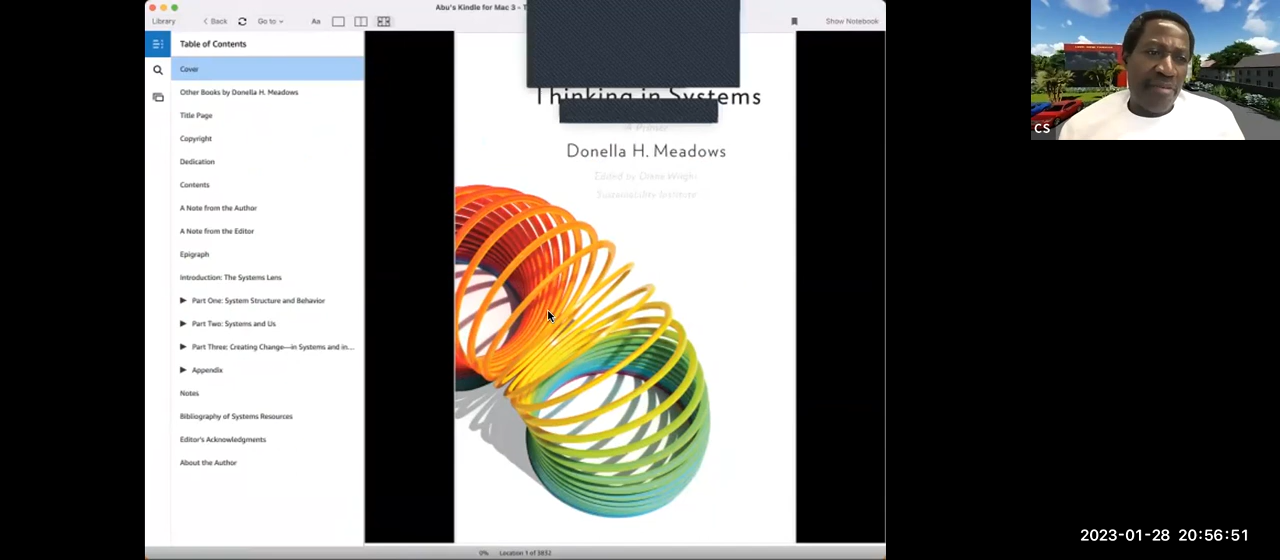 Abu's Kindle for Mac 3 - T
Library
Back
Go to
Aa
Show Notebook
Table of Contents
Cover
Other Books by Donella H. Meadows
Title Page
Copyright
Dedication
Contents
A Note from the Author
A Note from the Editor
Epigraph
Introduction: The Systems Lens
Part One: System Structure and Behavior
Part Two: Systems and Us
Part Three: Creating Change—in Systems and in...
Appendix
Notes
Bibliography of Systems Resources
Editor's Acknowledgments
About the Author
Thinking in Systems
A Primer
Donella H. Meadows
Edited by Diana Wright
Sustainability Institute
0% Location 1 of 3832
CS
2023-01-28 20:56:51